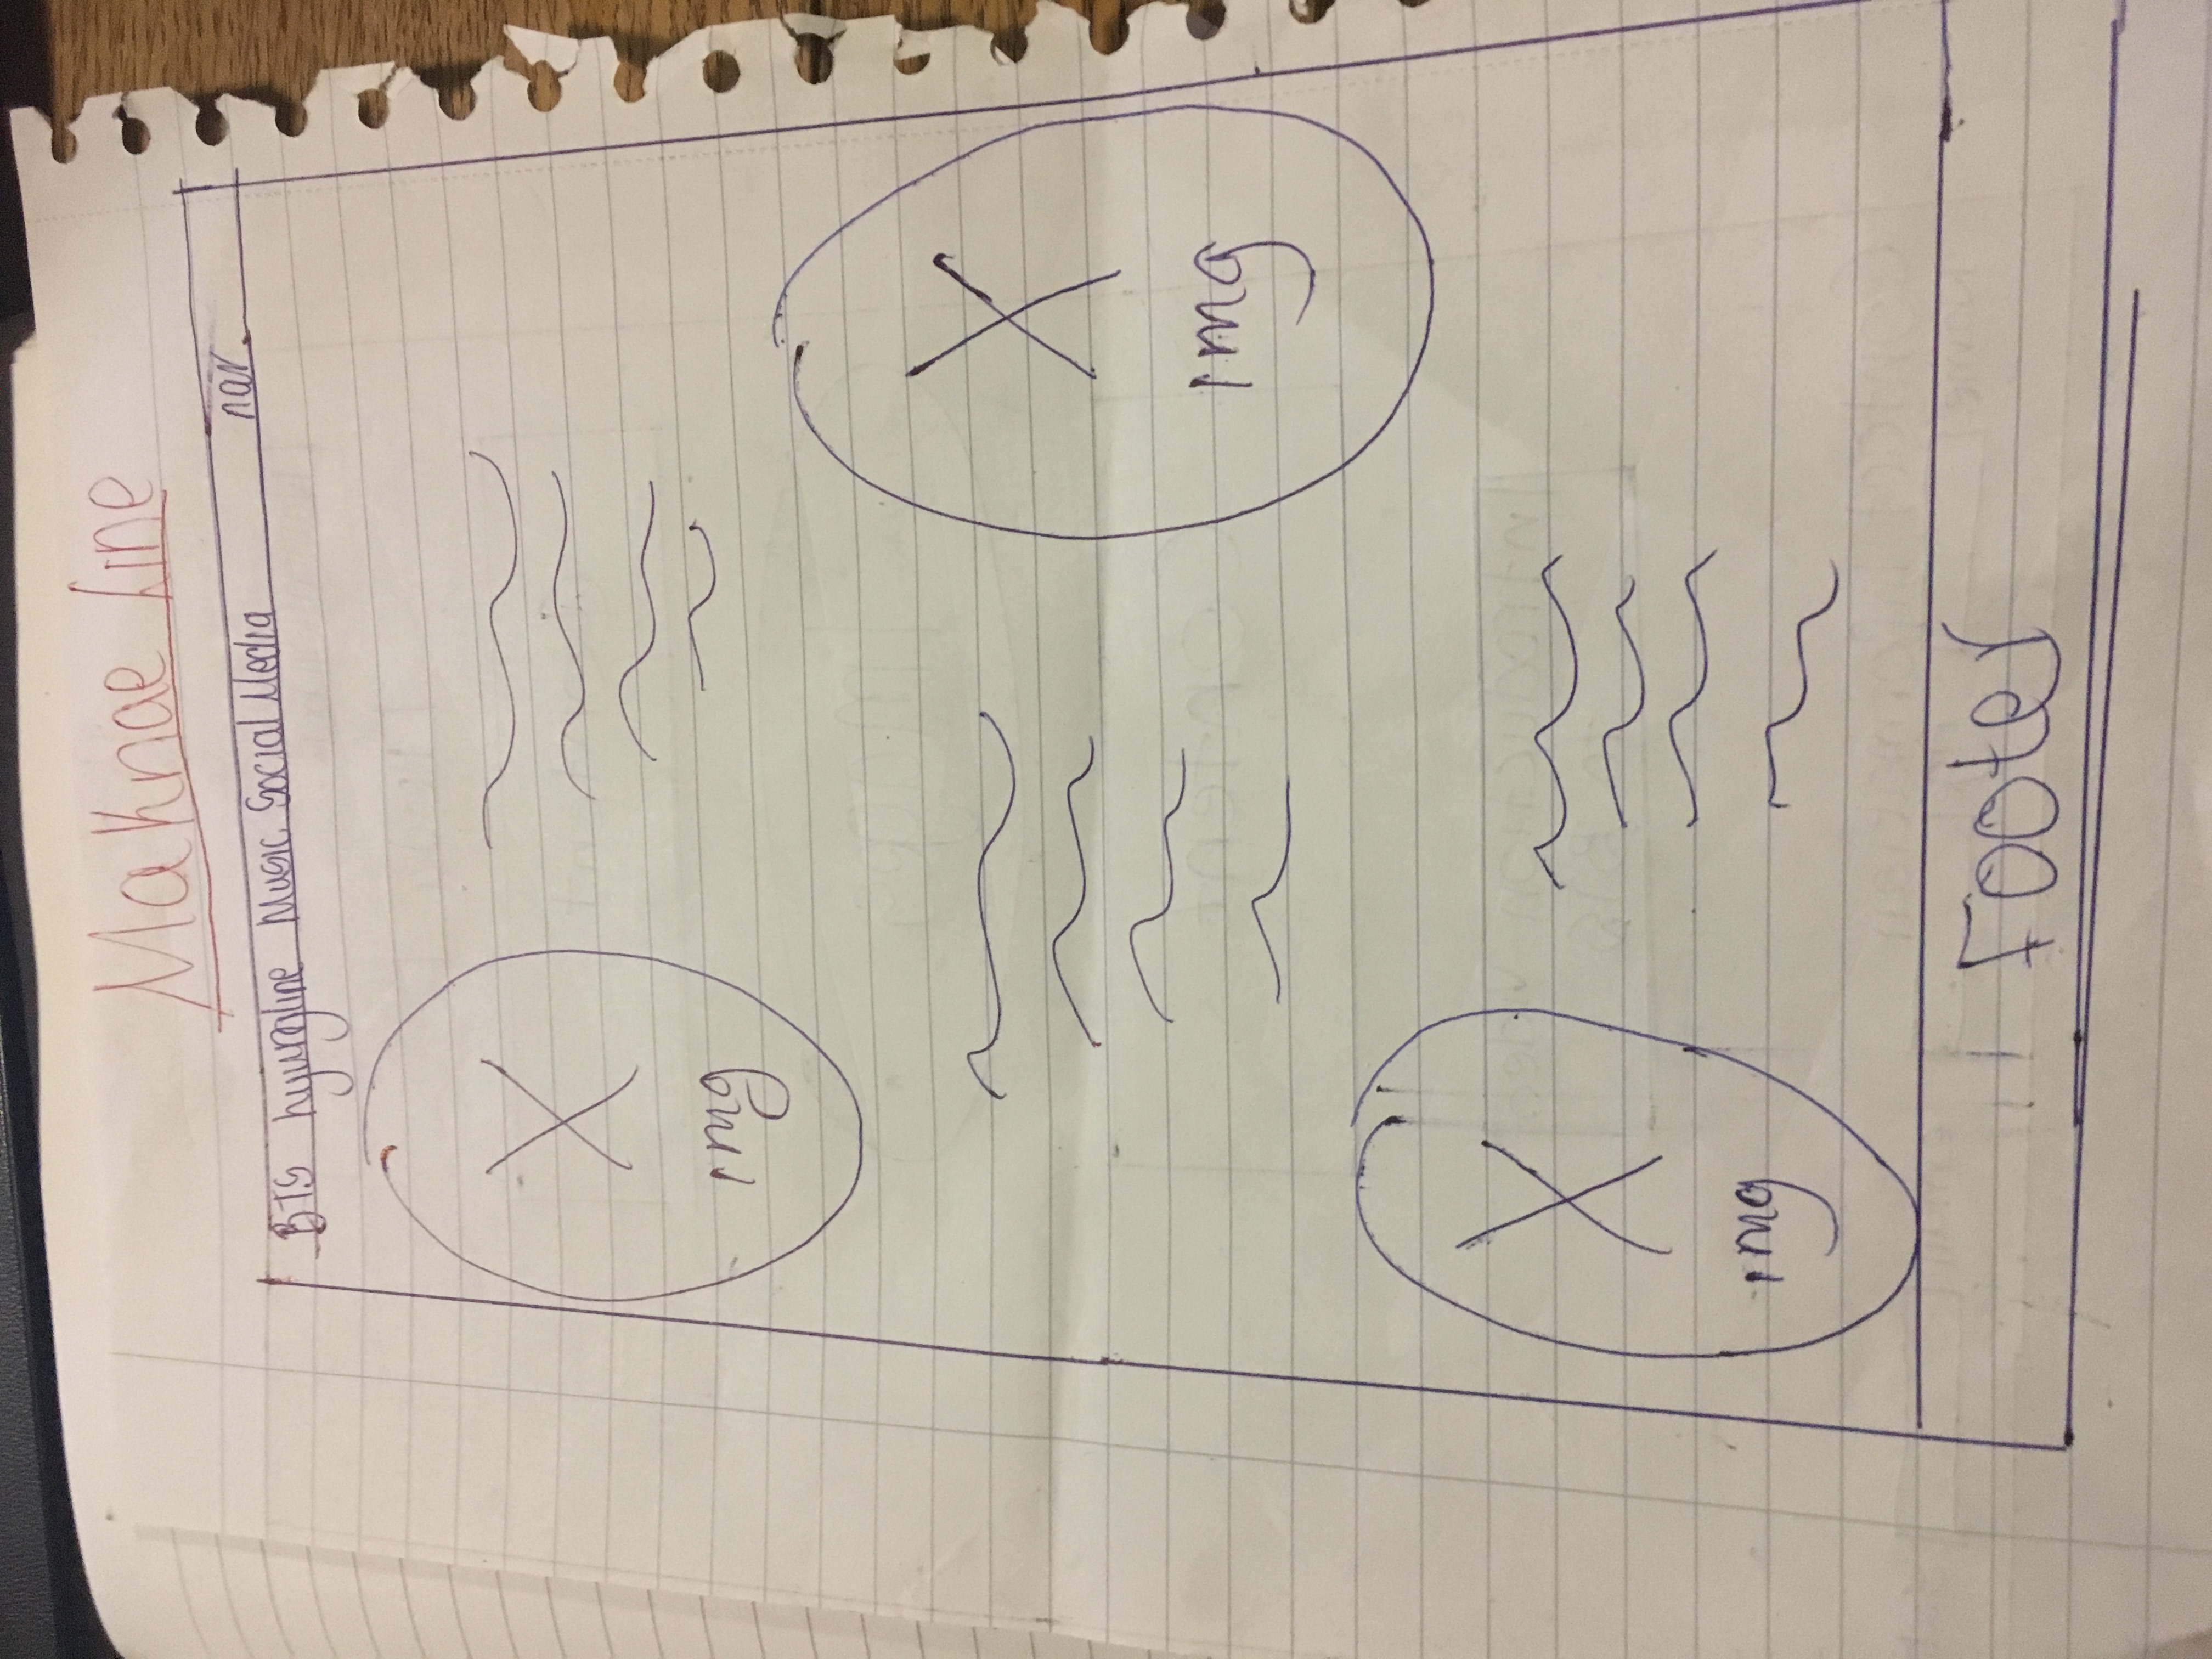 Maknae Line
BTS hyungline Music Social Media nav
img
img
img
Footer